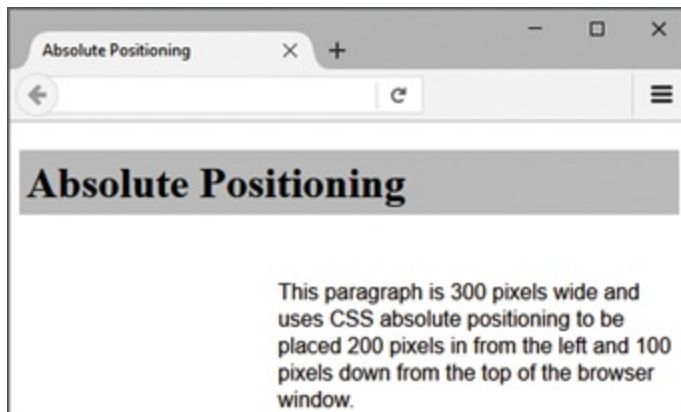 Absolute Positioning
Absolute Positioning
This paragraph is 300 pixels wide and
uses CSS absolute positioning to be
placed 200 pixels in from the left and 100
pixels down from the top of the browser
window.